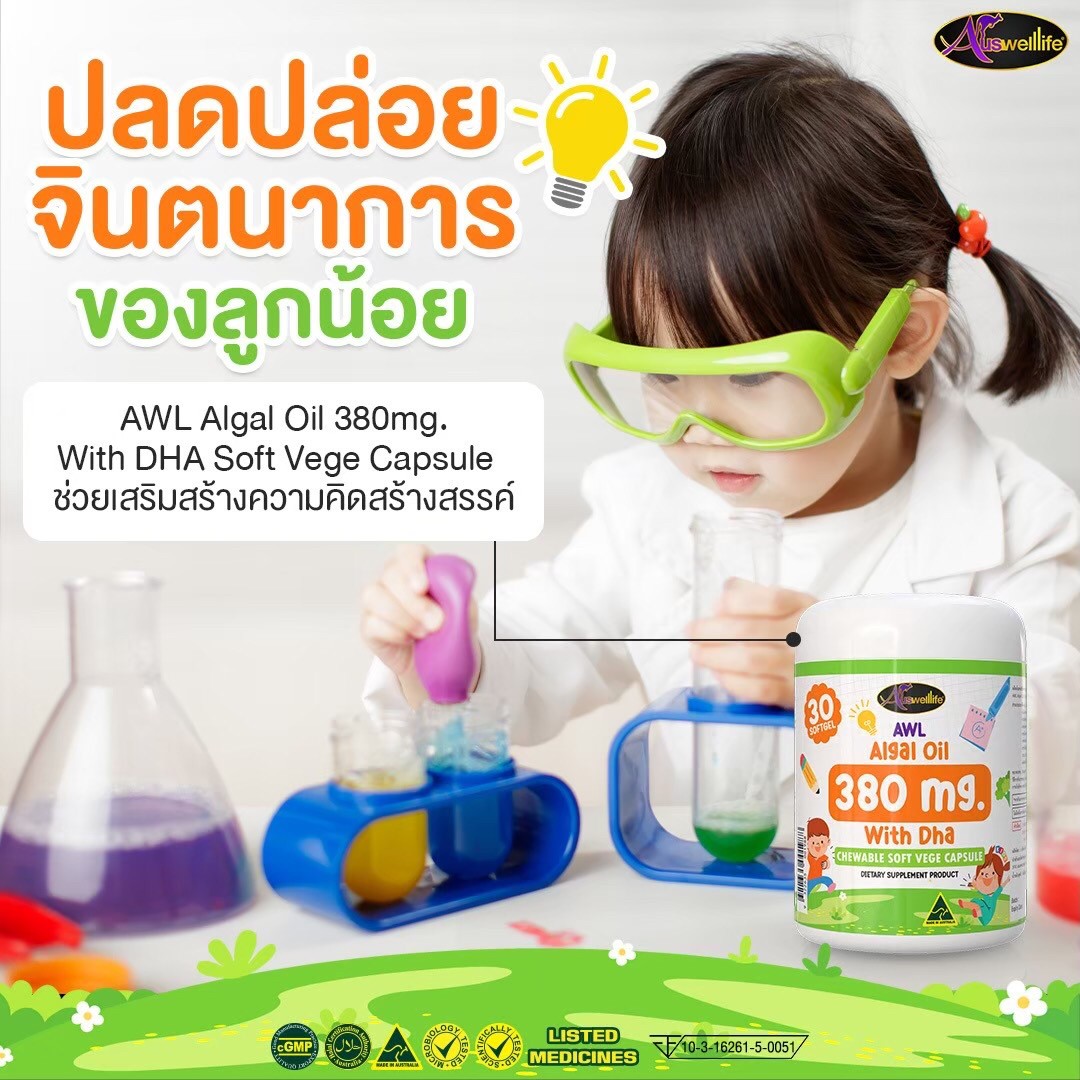 Auswelllife®
ปลดปล่อย
จินตนาการ
ของลูกน้อย
AWL Algal Oil 380mg.
With DHA Soft Vege Capsule
ช่วยเสริมสร้างความคิดสร้างสรรค์
30
SOFTGEL
Auswelllife®
A+
AWL
Algal Oil
380 mg.
With Dha
CHEWABLE SOFT VEGE CAPSULE
DIETARY SUPPLEMENT PRODUCT
MADE IN AUSTRALIA
cGMP
MADE IN AUSTRALIA
MICROBIOLOGY TESTED
SCIENTIFICALLY TESTED
LISTED
MEDICINES
10-3-16261-5-0051